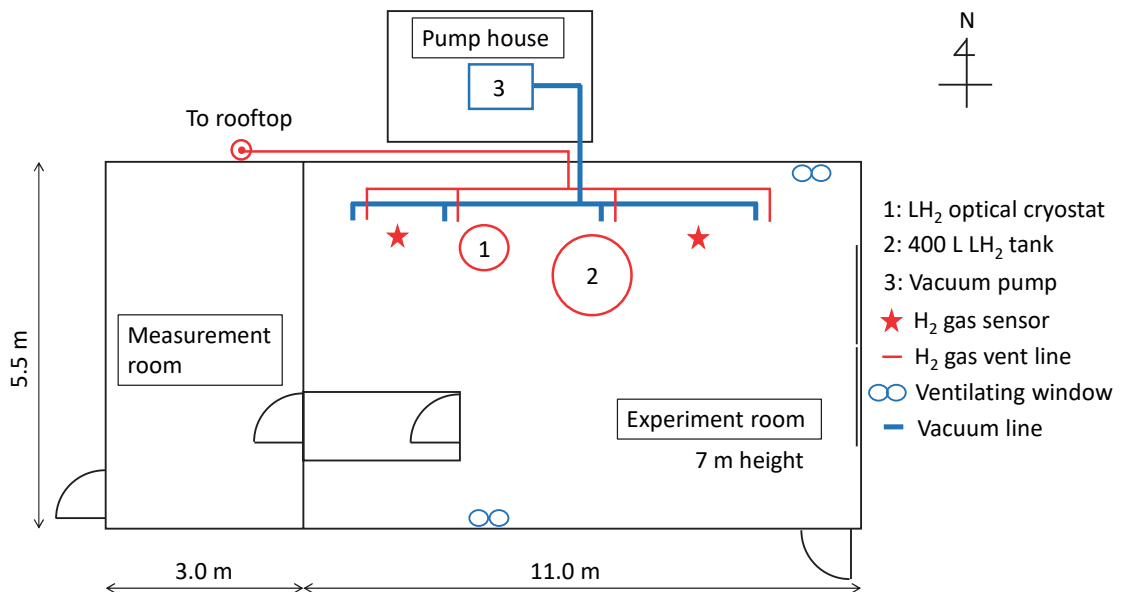 Pump house
N
3
To rooftop
1
2
1: LH₂ optical cryostat
2: 400 L LH₂ tank
3: Vacuum pump
H₂ gas sensor
H₂ gas vent line
Ventilating window
Vacuum line
Measurement
room
5.5 m
Experiment room
7 m height
3.0 m
11.0 m